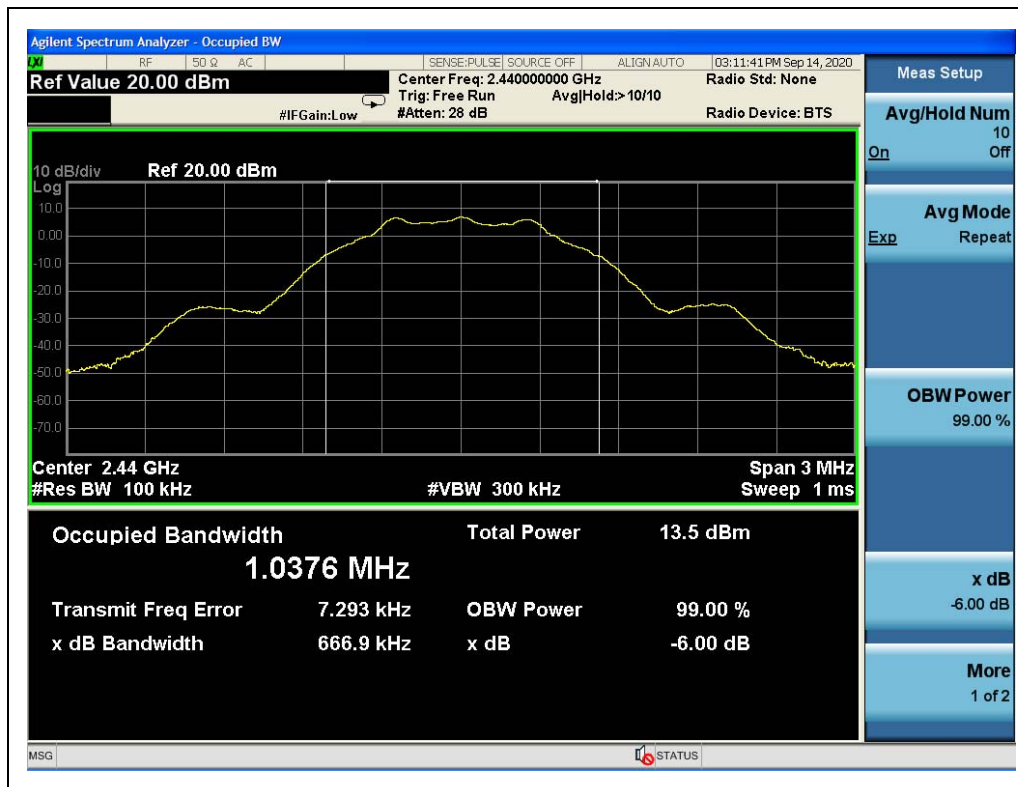 Agilent Spectrum Analyzer - Occupied BW
LXI RF 50 Ω AC SENSE:PULSE SOURCE OFF ALIGN AUTO 03:11:41 PM Sep 14, 2020
Ref Value 20.00 dBm
Center Freq: 2.440000000 GHz
Radio Std: None
Trig: Free Run
Avg|Hold:>10/10
#IFGain:Low
#Atten: 28 dB
Radio Device: BTS
10 dB/div
Ref 20.00 dBm
Log
10.0
0.00
-10.0
-20.0
-30.0
-40.0
-50.0
-60.0
-70.0
Center 2.44 GHz
Span 3 MHz
#Res BW 100 kHz
#VBW 300 kHz
Sweep 1 ms
Occupied Bandwidth
1.0376 MHz
Total Power 13.5 dBm
Transmit Freq Error 7.293 kHz
OBW Power 99.00 %
x dB Bandwidth 666.9 kHz
x dB -6.00 dB
Meas Setup
Avg/Hold Num
10
On Off
Avg Mode
Exp Repeat
OBW Power
99.00 %
x dB
-6.00 dB
More
1 of 2
MSG
STATUS